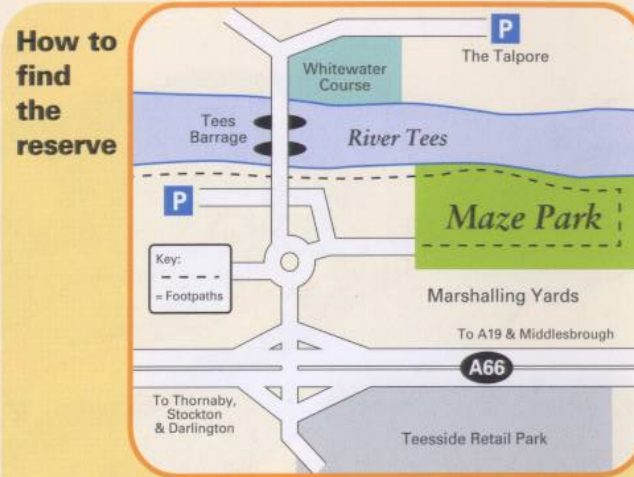 How to
find
the
reserve
P
The Talpore
Whitewater
Course
Tees
Barrage
River Tees
P
Maze Park
Key:
= Footpaths
Marshalling Yards
To A19 & Middlesbrough
A66
To Thornaby,
Stockton
& Darlington
Teesside Retail Park